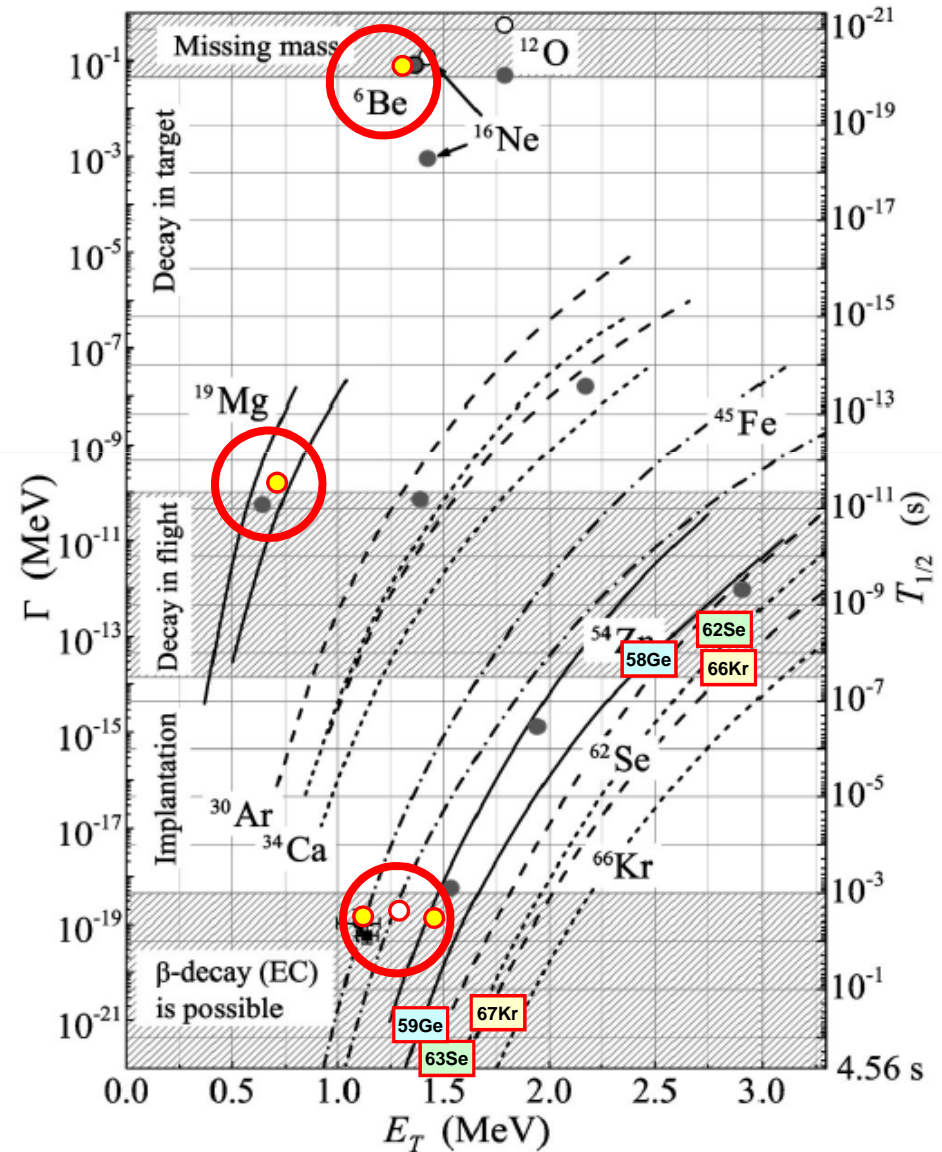 Missing mass
¹²O
⁶Be
¹⁶Ne
Decay in target
¹⁹Mg
⁴⁵Fe
Decay in flight
⁵⁴Zn
62Se
58Ge
66Kr
⁶²Se
Implantation
³⁰Ar
³⁴Ca
⁶⁶Kr
β-decay (EC)
is possible
67Kr
59Ge
63Se
Γ (MeV)
10⁻¹
10⁻³
10⁻⁵
10⁻⁷
10⁻⁹
10⁻¹¹
10⁻¹³
10⁻¹⁵
10⁻¹⁷
10⁻¹⁹
10⁻²¹
T₁/₂ (s)
10⁻²¹
10⁻¹⁹
10⁻¹⁷
10⁻¹⁵
10⁻¹³
10⁻¹¹
10⁻⁹
10⁻⁷
10⁻⁵
10⁻³
10⁻¹
4.56 s
0.0 0.5 1.0 1.5 2.0 2.5 3.0
E_T (MeV)